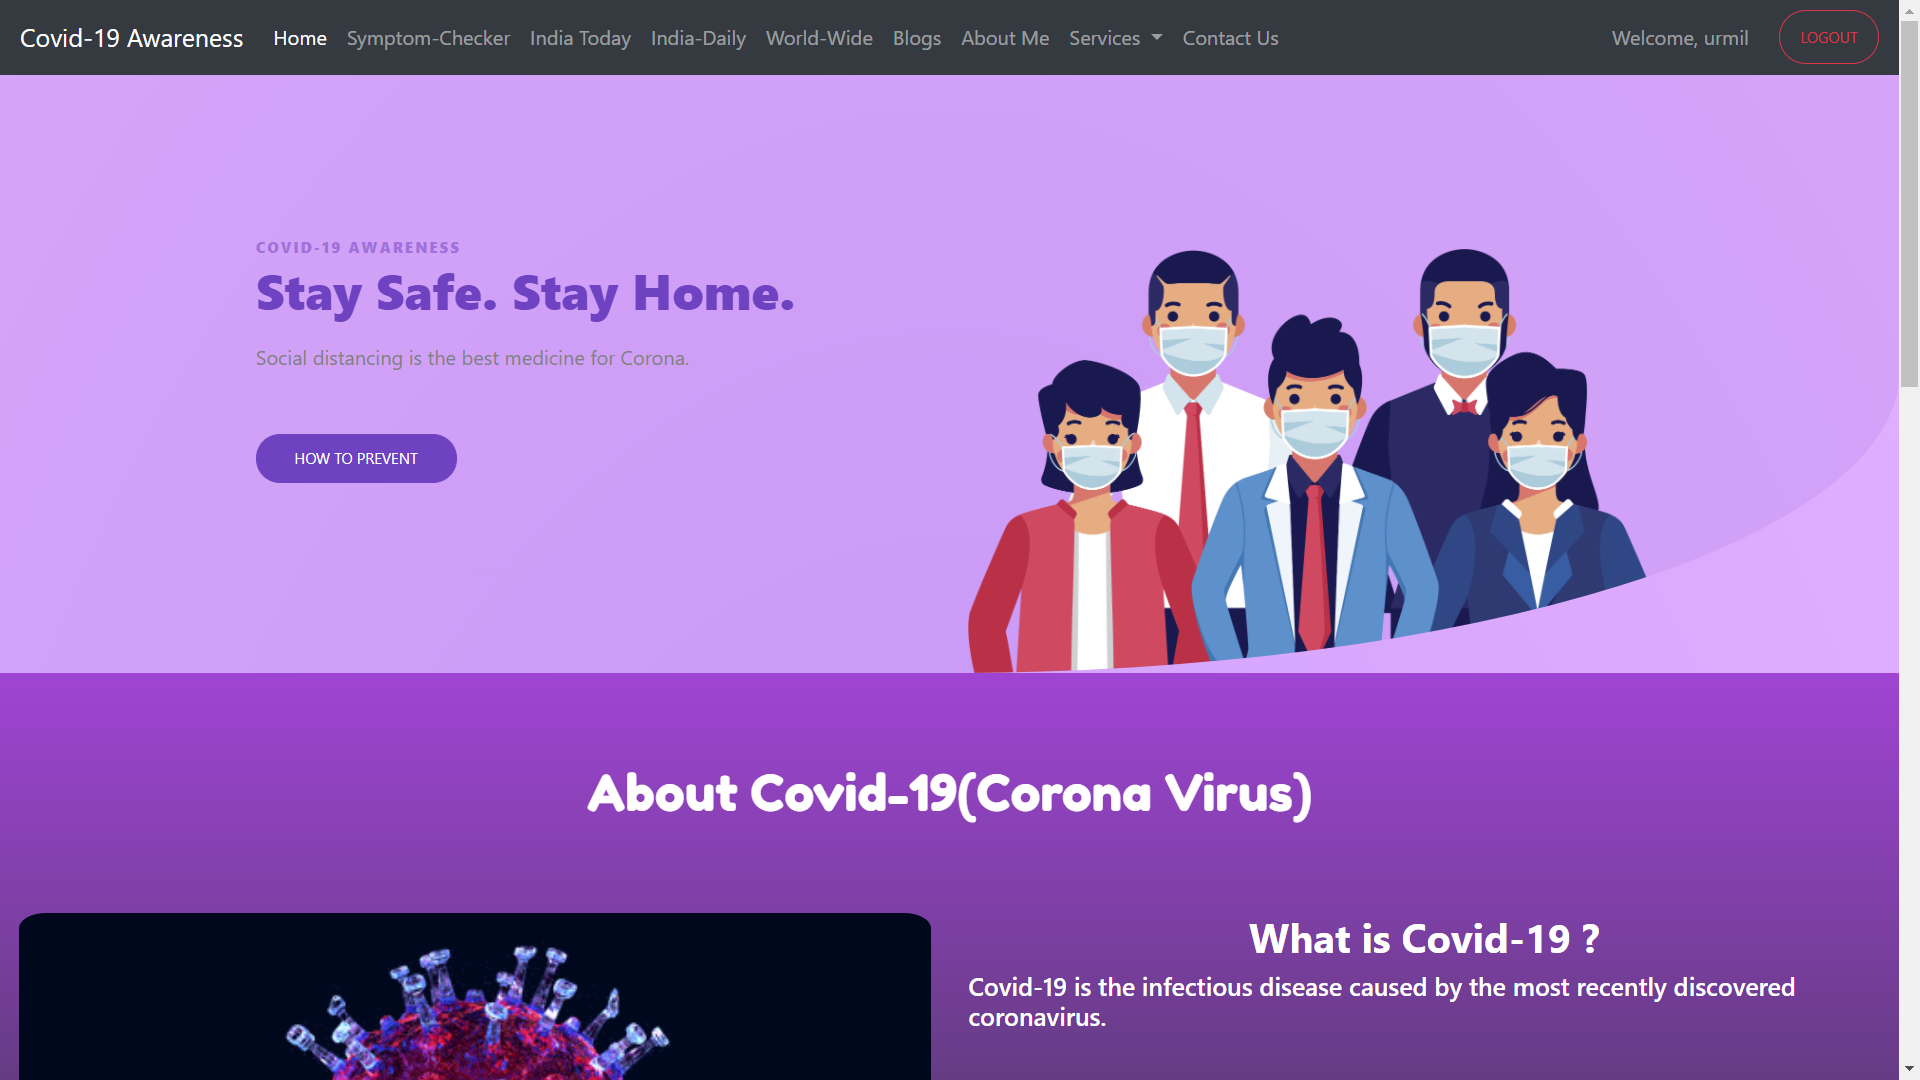 Covid-19 Awareness Home Symptom-Checker India Today India-Daily World-Wide Blogs About Me Services Contact Us Welcome, urmil LOGOUT
COVID-19 AWARENESS
Stay Safe. Stay Home.
Social distancing is the best medicine for Corona.
HOW TO PREVENT
About Covid-19(Corona Virus)
What is Covid-19 ?
Covid-19 is the infectious disease caused by the most recently discovered
coronavirus.